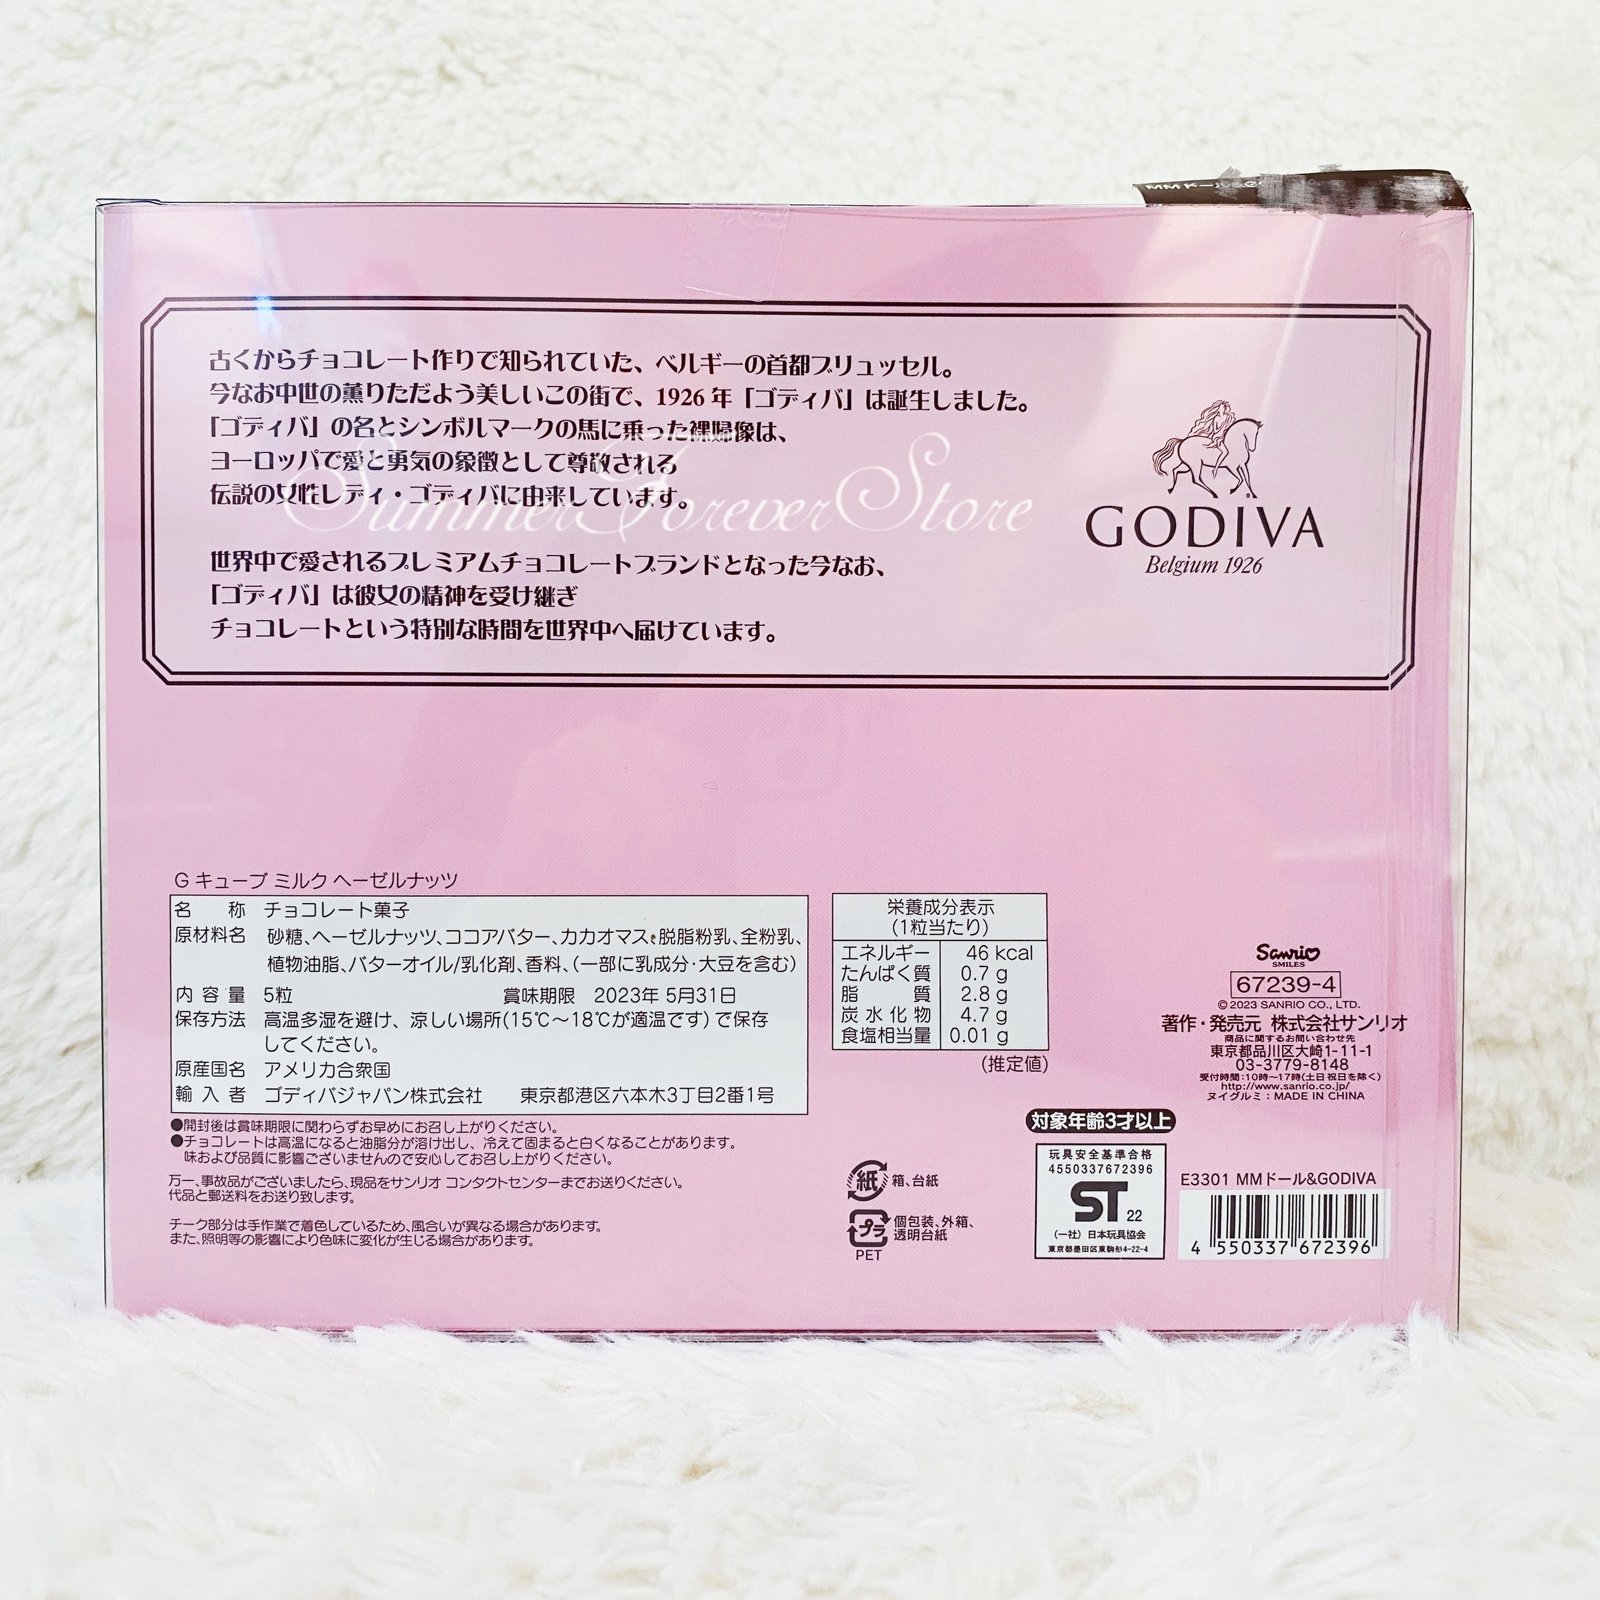 MMドール
古くからチョコレート作りで知られていた、ベルギーの首都ブリュッセル。
今なお中世の薫りただよう美しいこの街で、1926年「ゴディバ」は誕生しました。
「ゴディバ」の名とシンボルマークの馬に乗った裸婦像は、
ヨーロッパで愛と勇気の象徴として尊敬される
伝説の女性レディ・ゴディバに由来しています。
世界中で愛されるプレミアムチョコレートブランドとなった今なお、
「ゴディバ」は彼女の精神を受け継ぎ
チョコレートという特別な時間を世界中へ届けています。
GODIVA
Belgium 1926
Summer Forever Store
G キューブ ミルク ヘーゼルナッツ
名称 チョコレート菓子
原材料名 砂糖、ヘーゼルナッツ、ココアバター、カカオマス、脱脂粉乳、全粉乳、
植物油脂、バターオイル/乳化剤、香料、(一部に乳成分・大豆を含む)
内容量 5粒 賞味期限 2023年 5月31日
保存方法 高温多湿を避け、涼しい場所(15℃～18℃が適温です)で保存
してください。
原産国名 アメリカ合衆国
輸入者 ゴディバジャパン株式会社 東京都港区六本木3丁目2番1号
●開封後は賞味期限に関わらずお早めにお召し上がりください。
●チョコレートは高温になると油脂分が溶け出し、冷えて固まると白くなることがあります。
味および品質に影響ございませんので安心してお召し上がりください。
万一、事故品がございましたら、現品をサンリオ コンタクトセンターまでお送りください。
代品と郵送料をお送り致します。
チーク部分は手作業で着色しているため、風合いが異なる場合があります。
また、照明等の影響により色味に変化が生じる場合があります。
栄養成分表示
(1粒当たり)
エネルギー 46 kcal
たんぱく質 0.7 g
脂質 2.8 g
炭水化物 4.7 g
食塩相当量 0.01 g
(推定値)
紙 箱、台紙
プラ 個包装、外箱、
透明台紙
PET
Sanrio
SMILES
67239-4
© 2023 SANRIO CO., LTD.
著作・発売元 株式会社サンリオ
商品に関するお問い合わせ先
東京都品川区大崎1-11-1
03-3779-8148
受付時間:10時～17時(土日祝日を除く)
http://www.sanrio.co.jp/
ヌイグルミ:MADE IN CHINA
対象年齢3才以上
玩具安全基準合格
4550337672396
ST 22
(一社)日本玩具協会
東京都墨田区東駒形4-22-4
E3301 MMドール&GODIVA
4 550337 672396